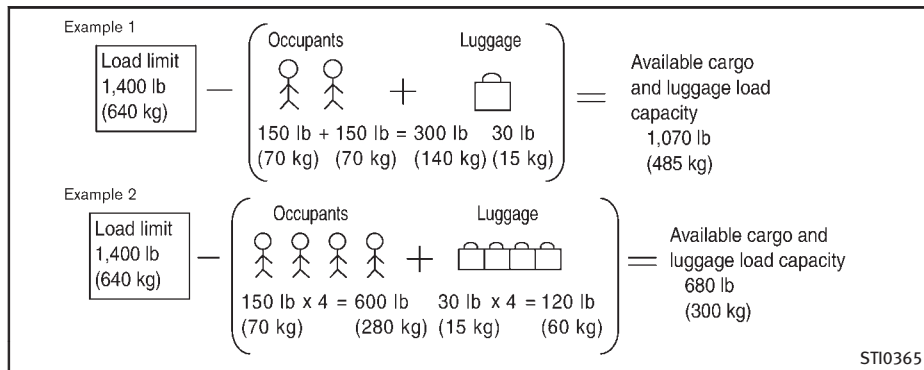 Example 1
Load limit
1,400 lb
(640 kg)
−
Occupants
+
Luggage
150 lb + 150 lb = 300 lb 30 lb
(70 kg) (70 kg) (140 kg) (15 kg)
=
Available cargo
and luggage load
capacity
1,070 lb
(485 kg)
Example 2
Load limit
1,400 lb
(640 kg)
−
Occupants
+
Luggage
150 lb x 4 = 600 lb 30 lb x 4 = 120 lb
(70 kg) (280 kg) (15 kg) (60 kg)
=
Available cargo and
luggage load capacity
680 lb
(300 kg)
STI0365